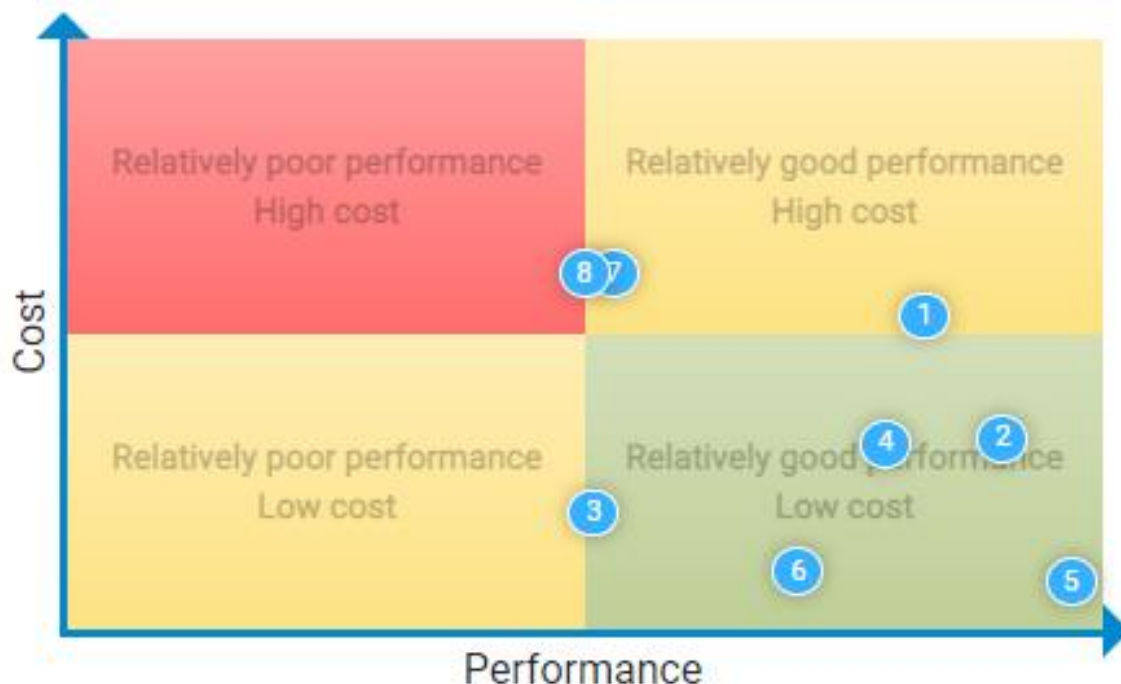 Relatively poor performance
High cost
Relatively good performance
High cost
8
7
1
Cost
Relatively poor performance
Low cost
Relatively good performance
Low cost
4
2
3
6
5
Performance